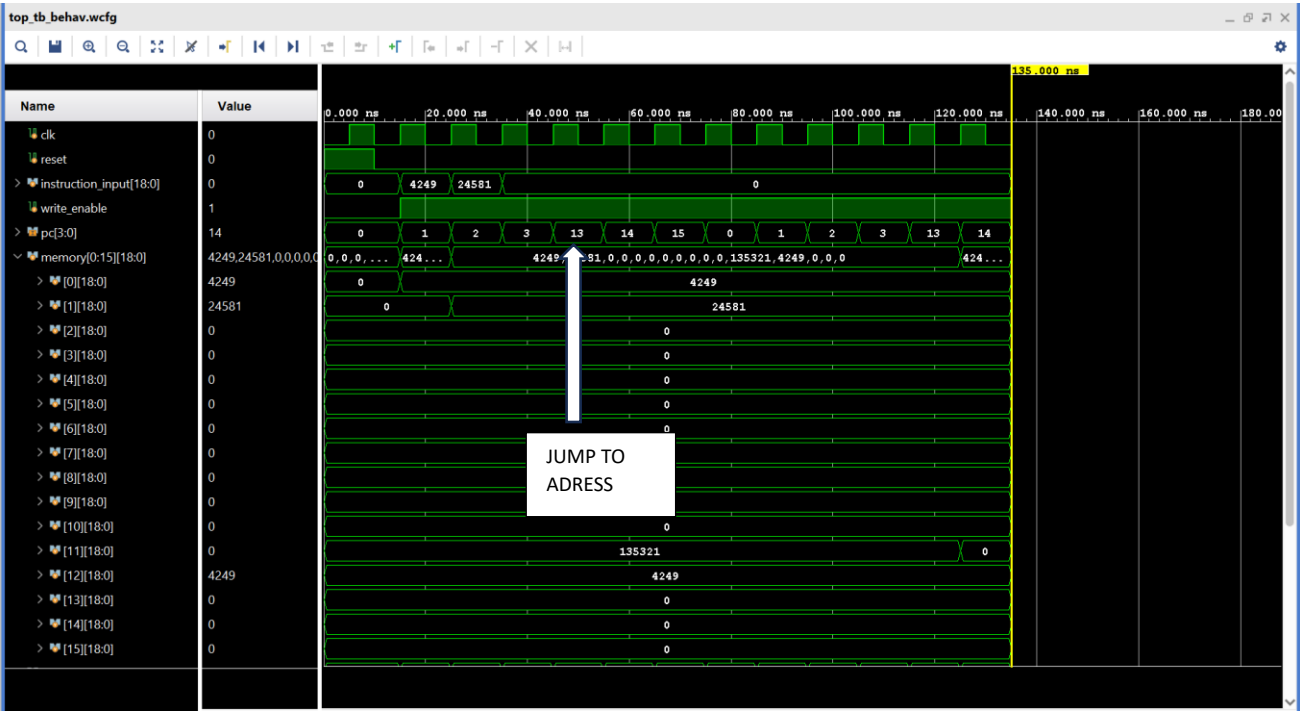 top_tb_behav.wcfg
135.000 ns
Name Value 0.000 ns 20.000 ns 40.000 ns 60.000 ns 80.000 ns 100.000 ns 120.000 ns 140.000 ns 160.000 ns 180.00
clk 0
reset 0
instruction_input[18:0] 0 0 4249 24581 0
write_enable 1
pc[3:0] 14 0 1 2 3 13 14 15 0 1 2 3 13 14
memory[0:15][18:0] 4249,24581,0,0,0,0,0 0,0,0,... 424... 4249, 81,0,0,0,0,0,0,0,0,0,135321,4249,0,0,0 424...
[0][18:0] 4249 0 4249
[1][18:0] 24581 0 24581
[2][18:0] 0 0
[3][18:0] 0 0
[4][18:0] 0 0
[5][18:0] 0 0
[6][18:0] 0 0
[7][18:0] 0
[8][18:0] 0
[9][18:0] 0
JUMP TO
ADRESS
[10][18:0] 0 0
[11][18:0] 0 135321 0
[12][18:0] 4249 4249
[13][18:0] 0 0
[14][18:0] 0 0
[15][18:0] 0 0